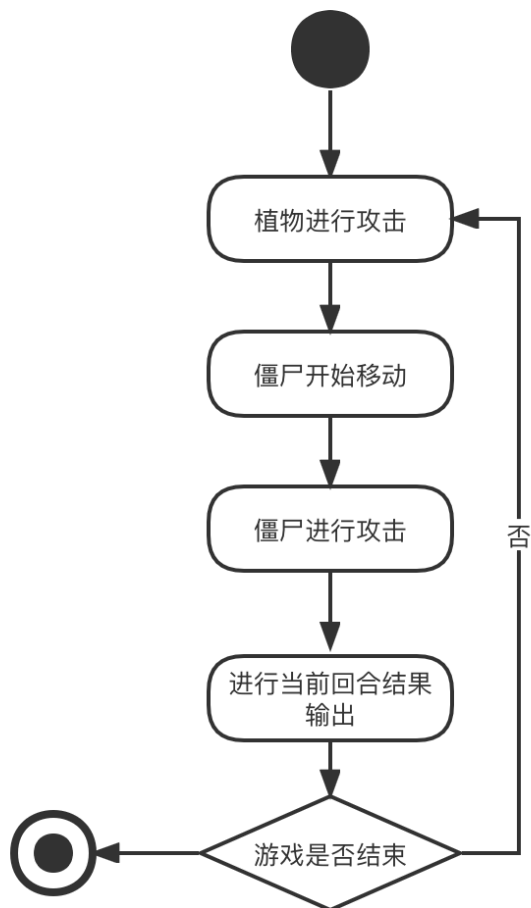 植物进行攻击
僵尸开始移动
僵尸进行攻击
否
进行当前回合结果
输出
游戏是否结束